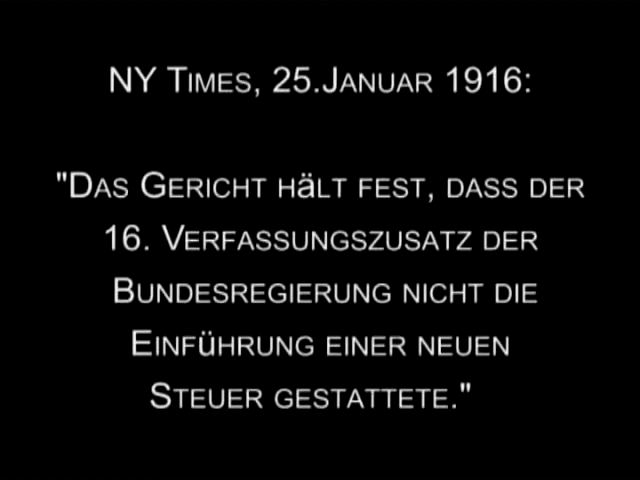 NY Times, 25.Januar 1916:
"Das Gericht hält fest, dass der
16. Verfassungszusatz der
Bundesregierung nicht die
Einführung einer neuen
Steuer gestattete."